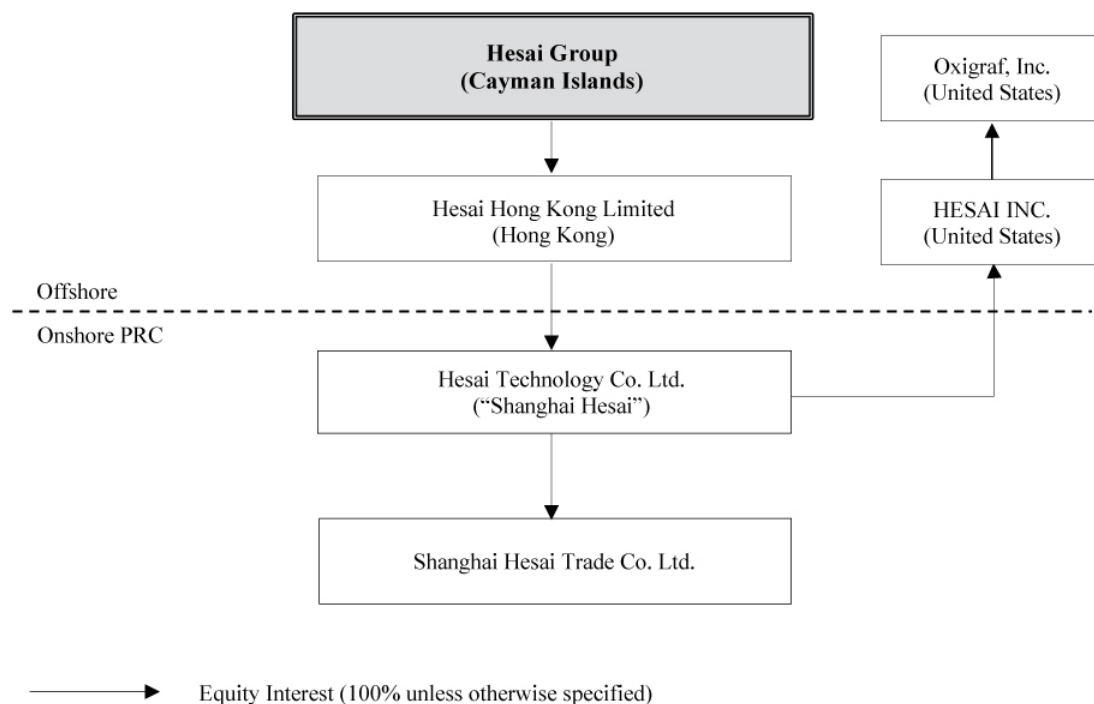 Hesai Group
(Cayman Islands)
Oxigraf, Inc.
(United States)
Hesai Hong Kong Limited
(Hong Kong)
HESAI INC.
(United States)
Offshore
Onshore PRC
Hesai Technology Co. Ltd.
(“Shanghai Hesai”)
Shanghai Hesai Trade Co. Ltd.
Equity Interest (100% unless otherwise specified)